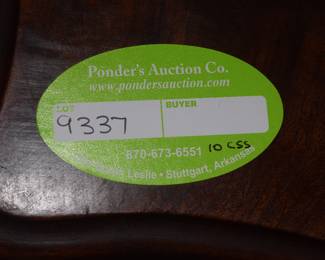 Ponder's Auction Co.
www.pondersauction.com
LOT BUYER
9337
870-673-6551 10 CSS
Leslie • Stuttgart, Arkansas